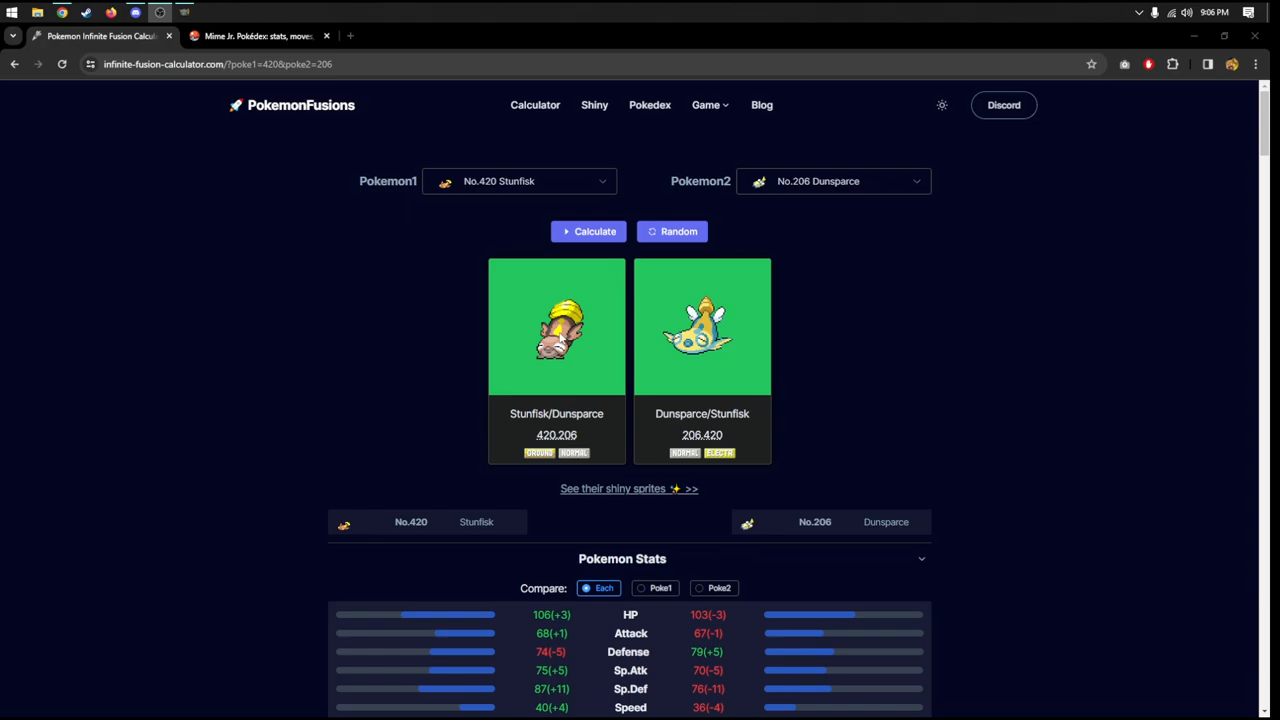 9:06 PM
Pokemon Infinite Fusion Calcula
Mime Jr. Pokédex: stats, moves,
infinite-fusion-calculator.com/?poke1=420&poke2=206
PokemonFusions
Calculator
Shiny
Pokedex
Game
Blog
Discord
Pokemon1
No.420 Stunfisk
Pokemon2
No.206 Dunsparce
Calculate
Random
Stunfisk/Dunsparce
Dunsparce/Stunfisk
420.206
206.420
GROUND NORMAL
NORMAL ELECTR
See their shiny sprites ✨ >>
No.420 Stunfisk
No.206 Dunsparce
Pokemon Stats
Compare: Each Poke1 Poke2
106(+3) HP 103(-3)
68(+1) Attack 67(-1)
74(-5) Defense 79(+5)
75(+5) Sp.Atk 70(-5)
87(+11) Sp.Def 76(-11)
40(+4) Speed 36(-4)